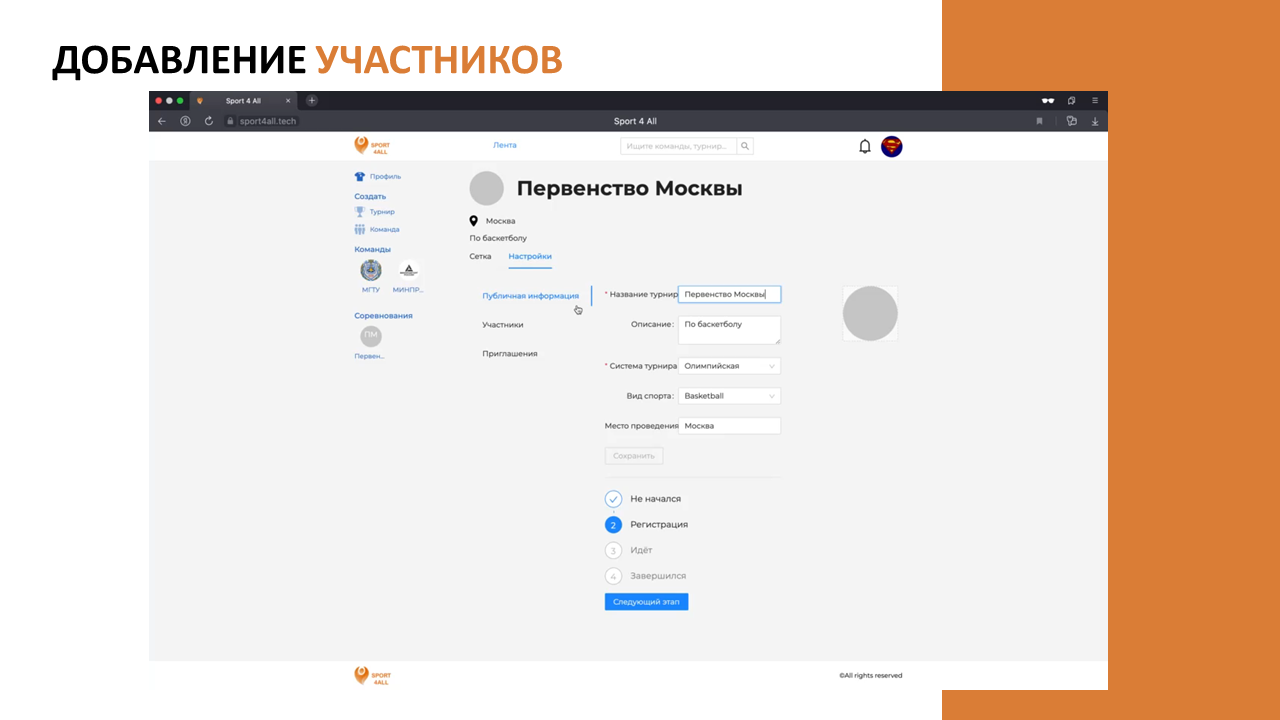 ДОБАВЛЕНИЕ УЧАСТНИКОВ
Sport 4 All
sport4all.tech
Sport 4 All
SPORT
4ALL
Лента
Ищите команды, турнир...
Профиль
Создать
Турнир
Команда
Команды
МГТУ
МИНПР...
Соревнования
ПМ
Первен...
Первенство Москвы
Москва
По баскетболу
Сетка
Настройки
Публичная информация
Участники
Приглашения
* Название турнир
Первенство Москвы
Описание:
По баскетболу
* Система турнира
Олимпийская
Вид спорта:
Basketball
Место проведения
Москва
Сохранить
Не начался
2 Регистрация
3 Идёт
4 Завершился
Следующий этап
SPORT
4ALL
©All rights reserved